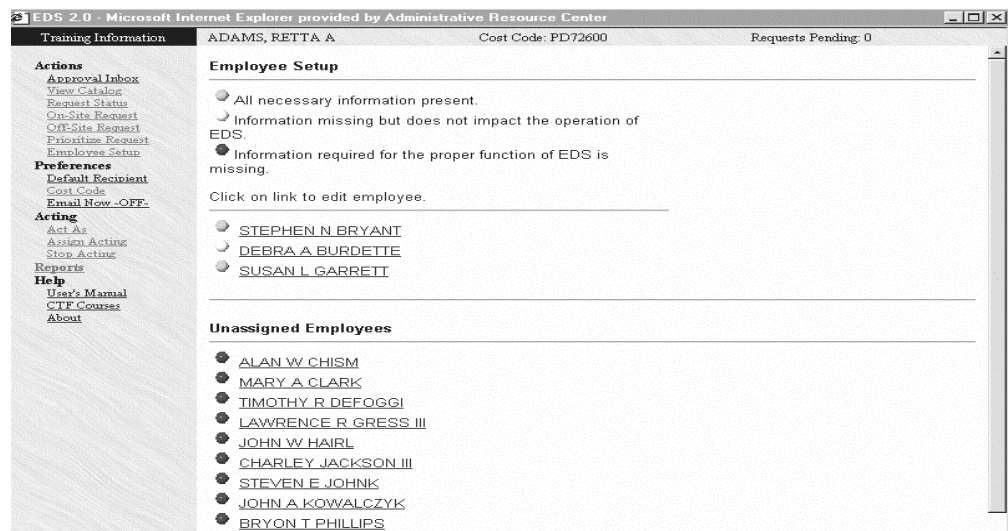 EDS 2.0 - Microsoft Internet Explorer provided by Administrative Resource Center
Training Information
ADAMS, RETTA A
Cost Code: PD72600
Requests Pending: 0
Actions
Approval Inbox
View Catalog
Request Status
On-Site Request
Off-Site Request
Prioritize Request
Employee Setup
Preferences
Default Recipient
Cost Code
Email Now -OFF-
Acting
Act As
Assign Acting
Stop Acting
Reports
Help
User's Manual
CTF Courses
About
Employee Setup
All necessary information present.
Information missing but does not impact the operation of
EDS.
Information required for the proper function of EDS is
missing.
Click on link to edit employee.
STEPHEN N BRYANT
DEBRA A BURDETTE
SUSAN L GARRETT
Unassigned Employees
ALAN W CHISM
MARY A CLARK
TIMOTHY R DEFOGGI
LAWRENCE R GRESS III
JOHN W HAIRL
CHARLEY JACKSON III
STEVEN E JOHNK
JOHN A KOWALCZYK
BRYON T PHILLIPS